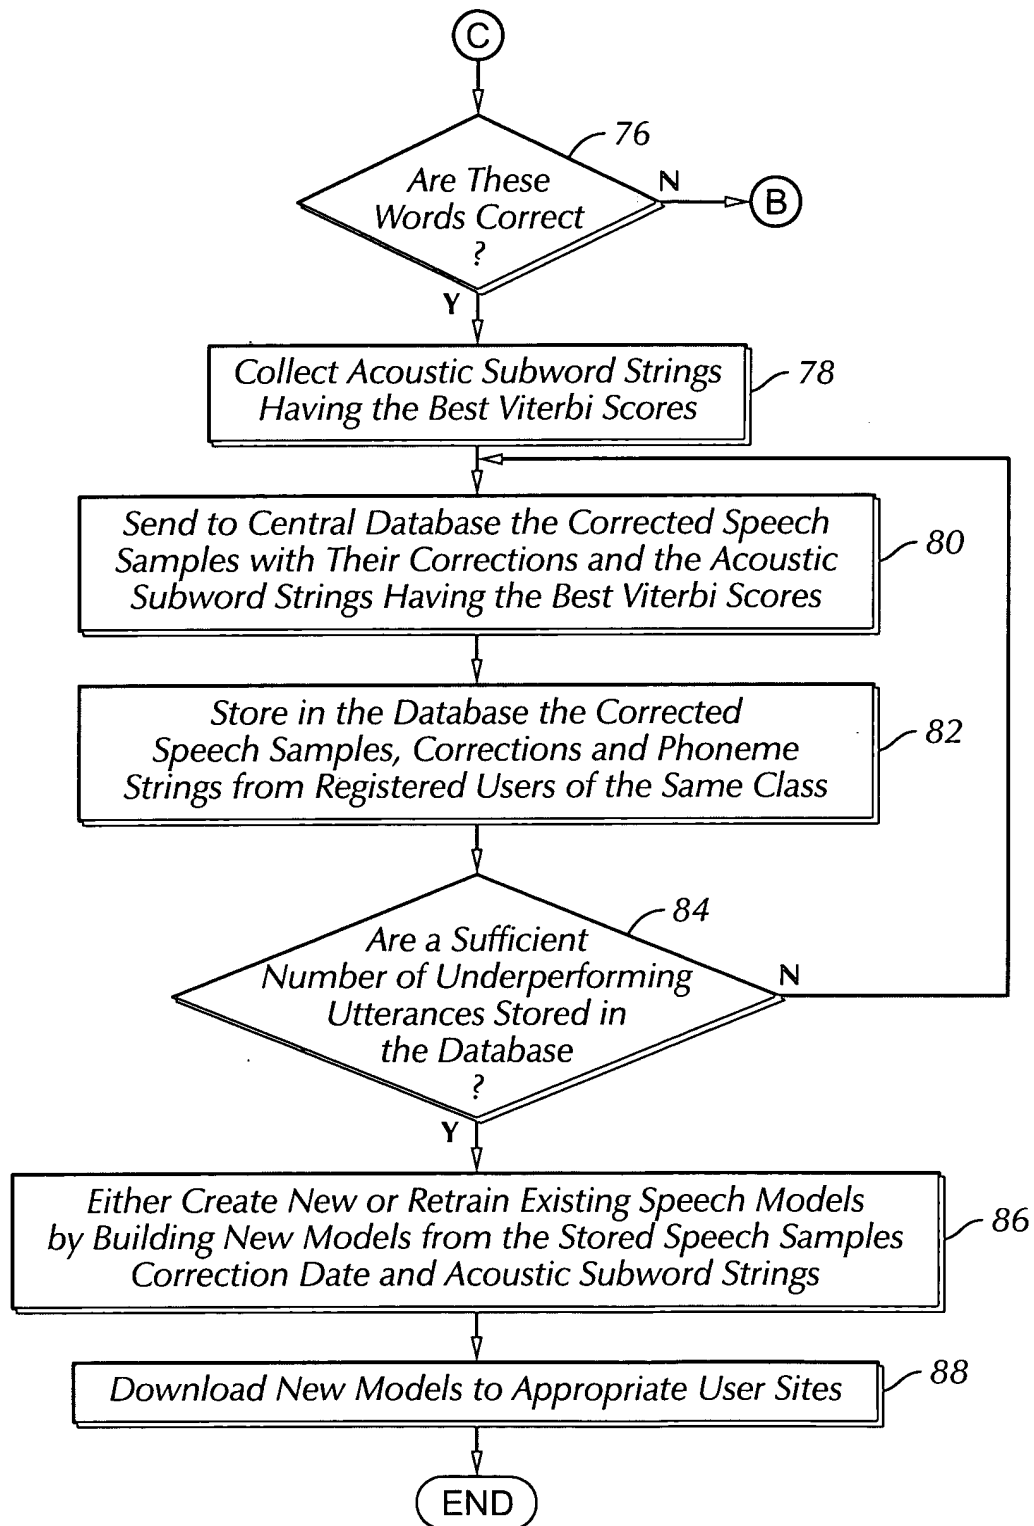 C
76
Are These
Words Correct
?
N
B
Y
Collect Acoustic Subword Strings
Having the Best Viterbi Scores
78
Send to Central Database the Corrected Speech
Samples with Their Corrections and the Acoustic
Subword Strings Having the Best Viterbi Scores
80
Store in the Database the Corrected
Speech Samples, Corrections and Phoneme
Strings from Registered Users of the Same Class
82
84
Are a Sufficient
Number of Underperforming
Utterances Stored in
the Database
?
N
Y
Either Create New or Retrain Existing Speech Models
by Building New Models from the Stored Speech Samples
Correction Date and Acoustic Subword Strings
86
Download New Models to Appropriate User Sites
88
END